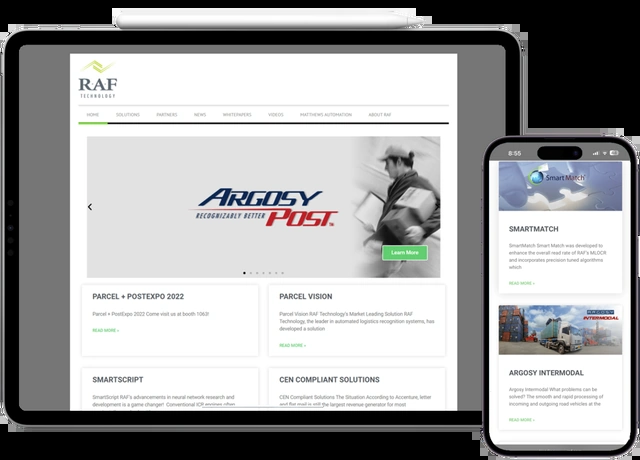 RAF
TECHNOLOGY
HOME SOLUTIONS PARTNERS NEWS WHITEPAPERS VIDEOS MATTHEWS AUTOMATION ABOUT RAF
ARGOSY
RECOGNIZABLY BETTER POST
Learn More
PARCEL + POSTEXPO 2022
Parcel + PostExpo 2022 Come visit us at booth 1063!
READ MORE »
PARCEL VISION
Parcel Vision RAF Technology's Market Leading Solution RAF
Technology, the leader in automated logistics recognition systems, has
developed a solution
READ MORE »
SMARTSCRIPT
SmartScript RAF's advancements in neural network research and
development is a game changer! Conventional ICR engines often
CEN COMPLIANT SOLUTIONS
CEN Compliant Solutions The Situation According to Accenture, letter
and flat mail is still the largest revenue generator for most
8:55
Smart Match
SMARTMATCH
SmartMatch Smart Match was developed to
enhance the overall read rate of RAF's MLOCR
and incorporates precision tuned algorithms
which
READ MORE »
ARGOSY
INTERMODAL
ARGOSY INTERMODAL
Argosy Intermodal What problems can be
solved? The smooth and rapid processing of
incoming and outgoing road vehicles at the
READ MORE »